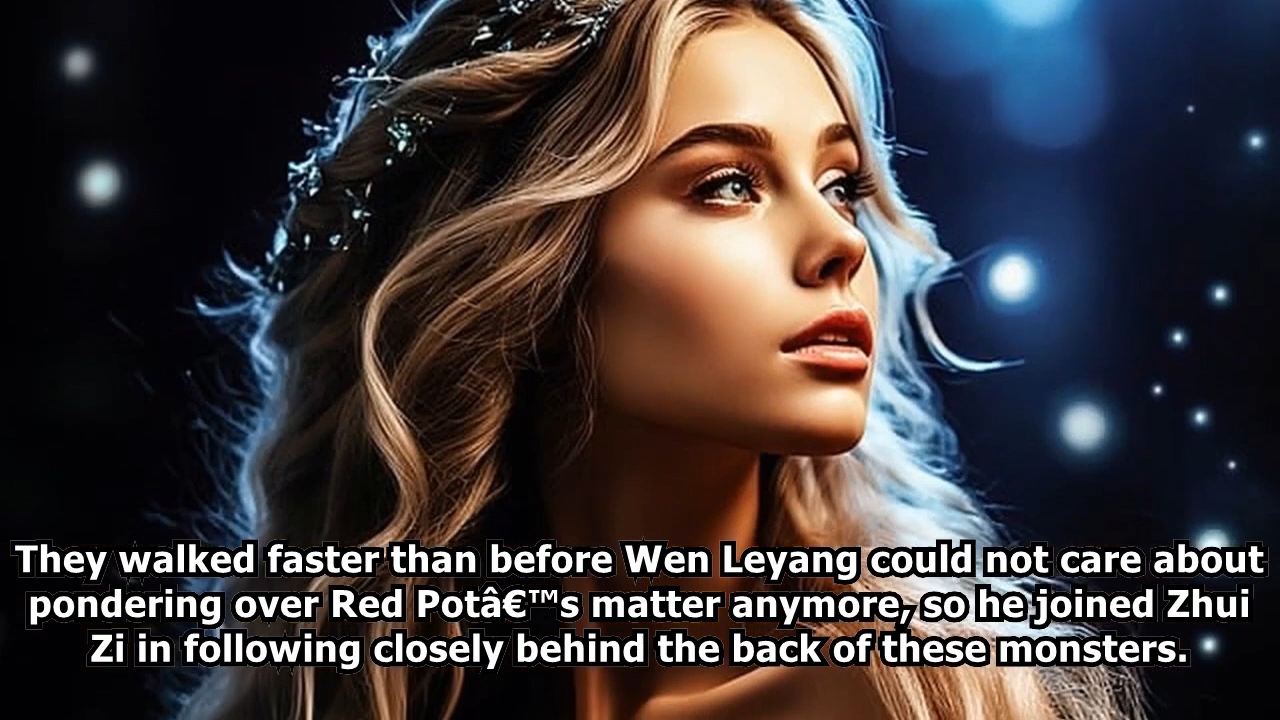 They walked faster than before Wen Leyang could not care about
pondering over Red Potâ€™s matter anymore, so he joined Zhui
Zi in following closely behind the back of these monsters.